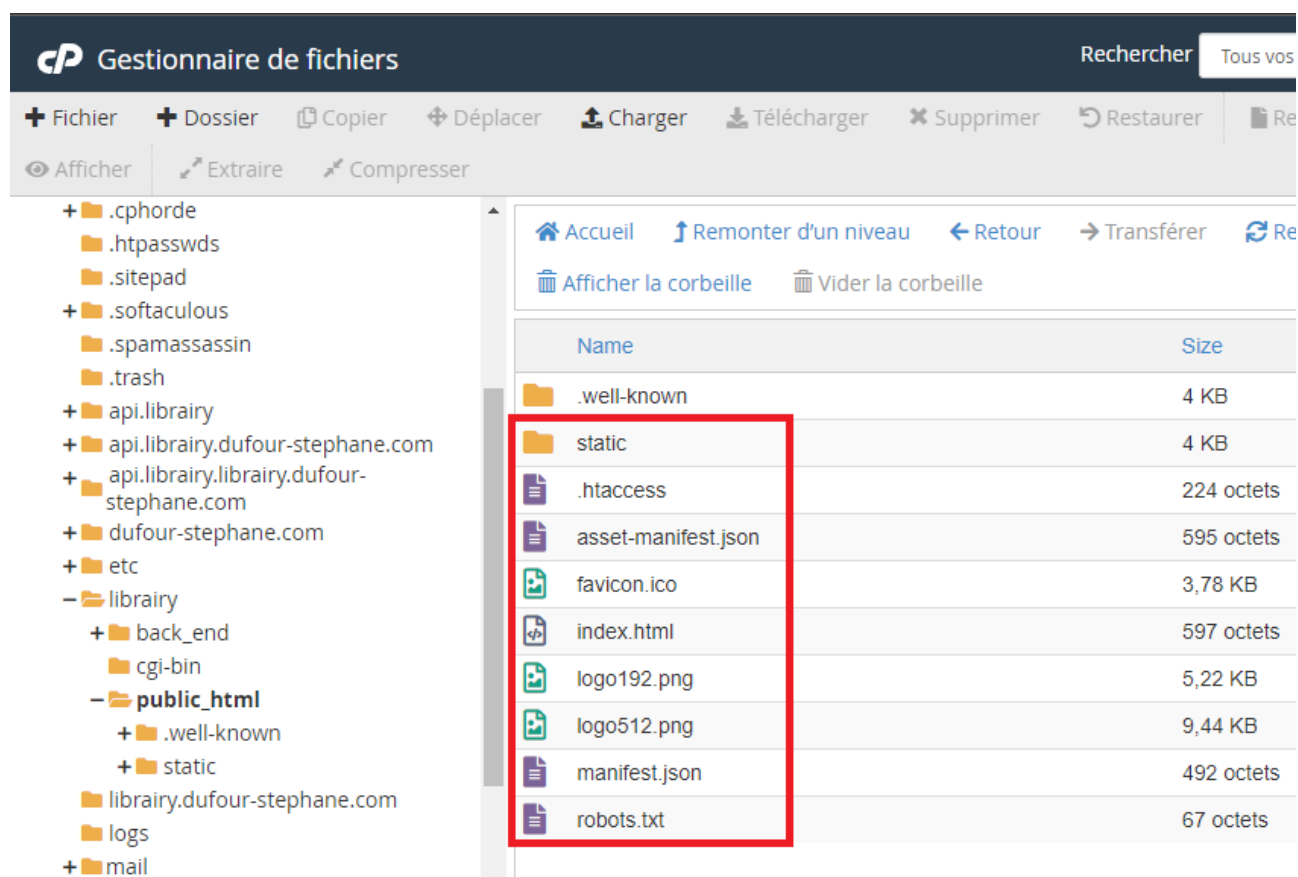 cP Gestionnaire de fichiers Rechercher Tous vos
Fichier Dossier Copier Déplacer Charger Télécharger Supprimer Restaurer Re
Afficher Extraire Compresser
.cphorde
.htpasswds
.sitepad
.softaculous
.spamassassin
.trash
api.librairy
api.librairy.dufour-stephane.com
api.librairy.librairy.dufour-
stephane.com
dufour-stephane.com
etc
librairy
back_end
cgi-bin
public_html
.well-known
static
librairy.dufour-stephane.com
logs
mail
Accueil Remonter d'un niveau Retour Transférer Re
Afficher la corbeille Vider la corbeille
Name Size
.well-known 4 KB
static 4 KB
.htaccess 224 octets
asset-manifest.json 595 octets
favicon.ico 3,78 KB
index.html 597 octets
logo192.png 5,22 KB
logo512.png 9,44 KB
manifest.json 492 octets
robots.txt 67 octets